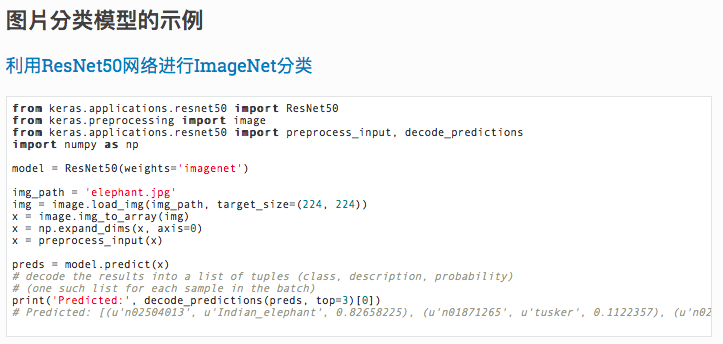 图片分类模型的示例
利用ResNet50网络进行ImageNet分类
from keras.applications.resnet50 import ResNet50
from keras.preprocessing import image
from keras.applications.resnet50 import preprocess_input, decode_predictions
import numpy as np
model = ResNet50(weights='imagenet')
img_path = 'elephant.jpg'
img = image.load_img(img_path, target_size=(224, 224))
x = image.img_to_array(img)
x = np.expand_dims(x, axis=0)
x = preprocess_input(x)
preds = model.predict(x)
# decode the results into a list of tuples (class, description, probability)
# (one such list for each sample in the batch)
print('Predicted:', decode_predictions(preds, top=3)[0])
# Predicted: [(u'n02504013', u'Indian_elephant', 0.82658225), (u'n01871265', u'tusker', 0.1122357), (u'n02